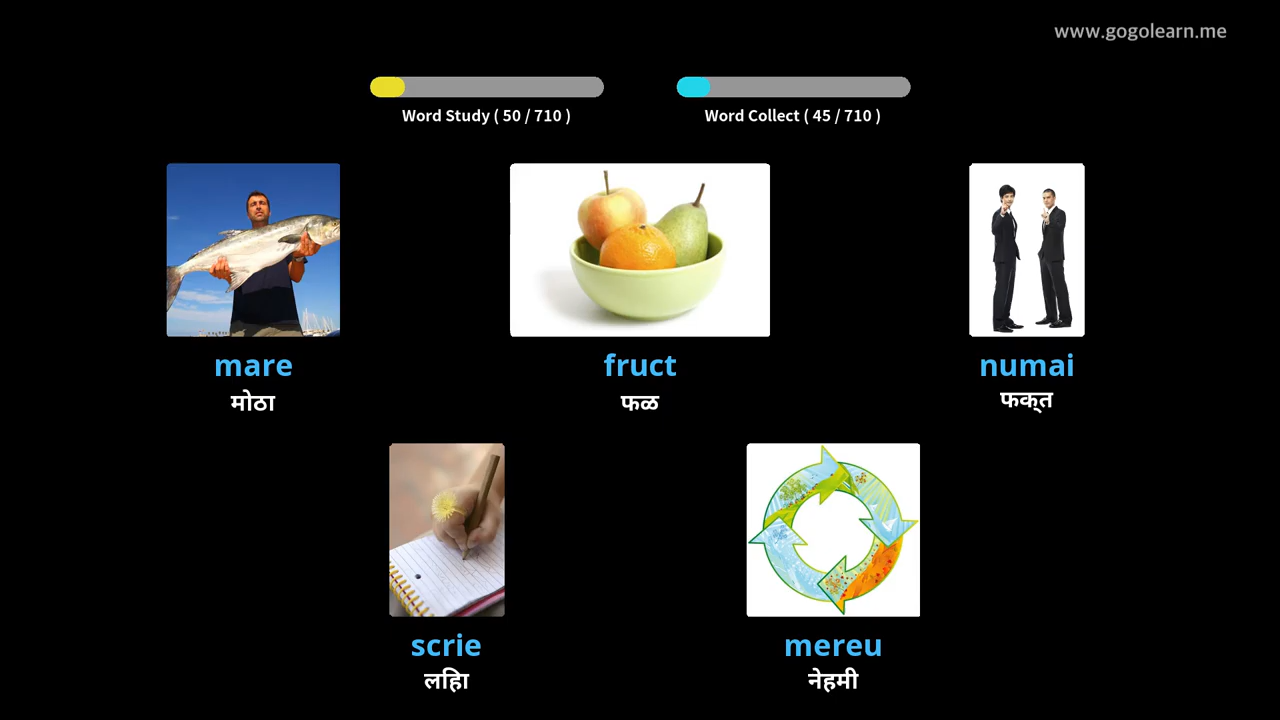 www.gogolearn.me
Word Study ( 50 / 710 )
Word Collect ( 45 / 710 )
mare
fruct
numai
मोठा
फळ
फक्त
scrie
mereu
लहिा
नेहमी